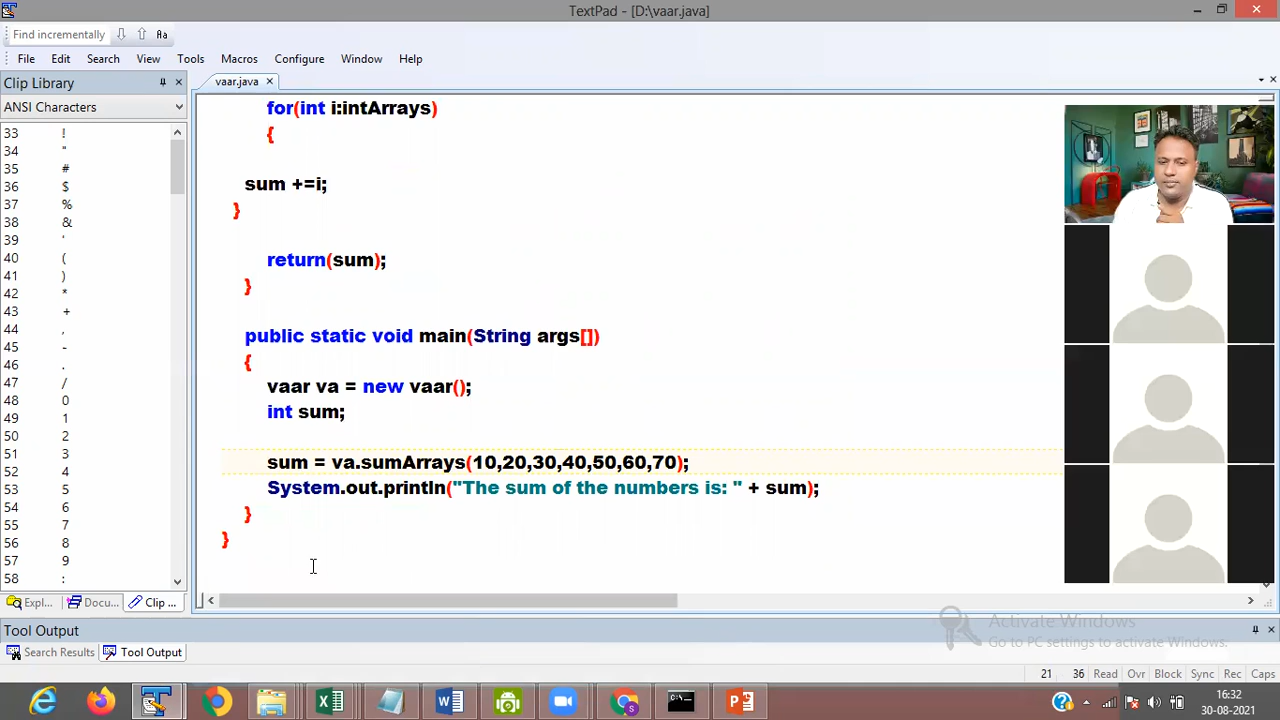 TextPad - [D:\vaar.java]
Find incrementally
Aa
File Edit Search View Tools Macros Configure Window Help
Clip Library
vaar.java
ANSI Characters
33 !
34 "
35 #
36 $
37 %
38 &
39 '
40 (
41 )
42 *
43 +
44 ,
45 -
46 .
47 /
48 0
49 1
50 2
51 3
52 4
53 5
54 6
55 7
56 8
57 9
58 :
for(int i:intArrays)
{
sum +=i;
}
return(sum);
}
public static void main(String args[])
{
vaar va = new vaar();
int sum;
sum = va.sumArrays(10,20,30,40,50,60,70);
System.out.println("The sum of the numbers is: " + sum);
}
}
Expl... Docu... Clip ...
Tool Output
Search Results Tool Output
Activate Windows
Go to PC settings to activate Windows.
21 36 Read Ovr Block Sync Rec Caps
16:32
30-08-2021